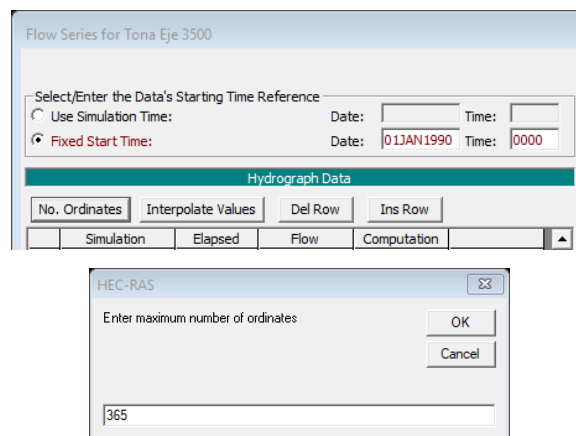 Flow Series for Tona Eje 3500
Select/Enter the Data's Starting Time Reference
Use Simulation Time: Date: Time:
Fixed Start Time: Date: 01JAN1990 Time: 0000
Hydrograph Data
No. Ordinates Interpolate Values Del Row Ins Row
Simulation Elapsed Flow Computation
HEC-RAS
Enter maximum number of ordinates
OK
Cancel
365